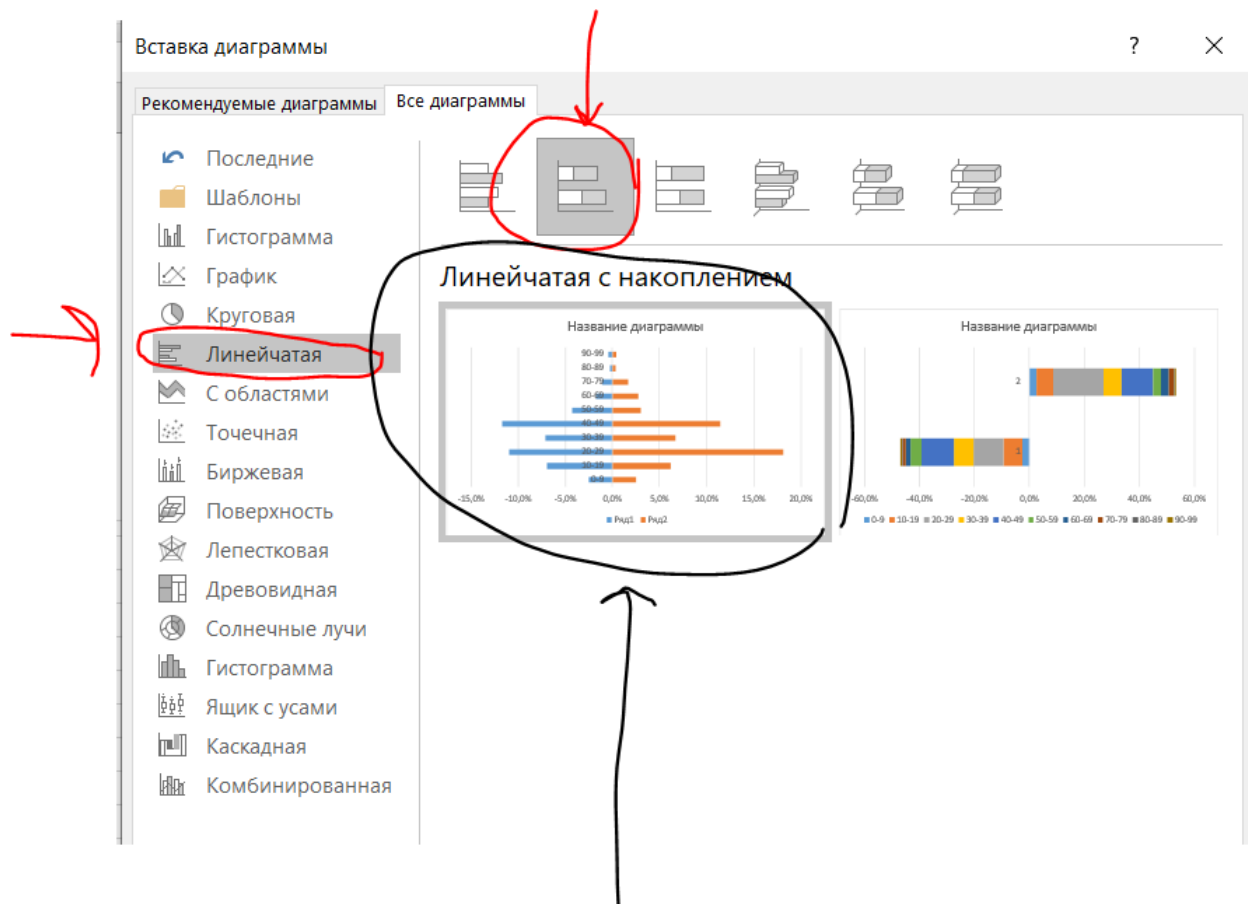 Вставка диаграммы
?
Рекомендуемые диаграммы
Все диаграммы
Последние
Шаблоны
Гистограмма
График
Круговая
Линейчатая
С областями
Точечная
Биржевая
Поверхность
Лепестковая
Древовидная
Солнечные лучи
Гистограмма
Ящик с усами
Каскадная
Комбинированная
Линейчатая с накоплением
Название диаграммы
90-99
80-89
70-79
60-69
50-59
40-49
30-39
20-29
10-19
0-9
-15,0% -10,0% -5,0% 0,0% 5,0% 10,0% 15,0% 20,0%
Ряд1 Ряд2
Название диаграммы
2
1
-60,0% -40,0% -20,0% 0,0% 20,0% 40,0% 60,0%
0-9 10-19 20-29 30-39 40-49 50-59 60-69 70-79 80-89 90-99